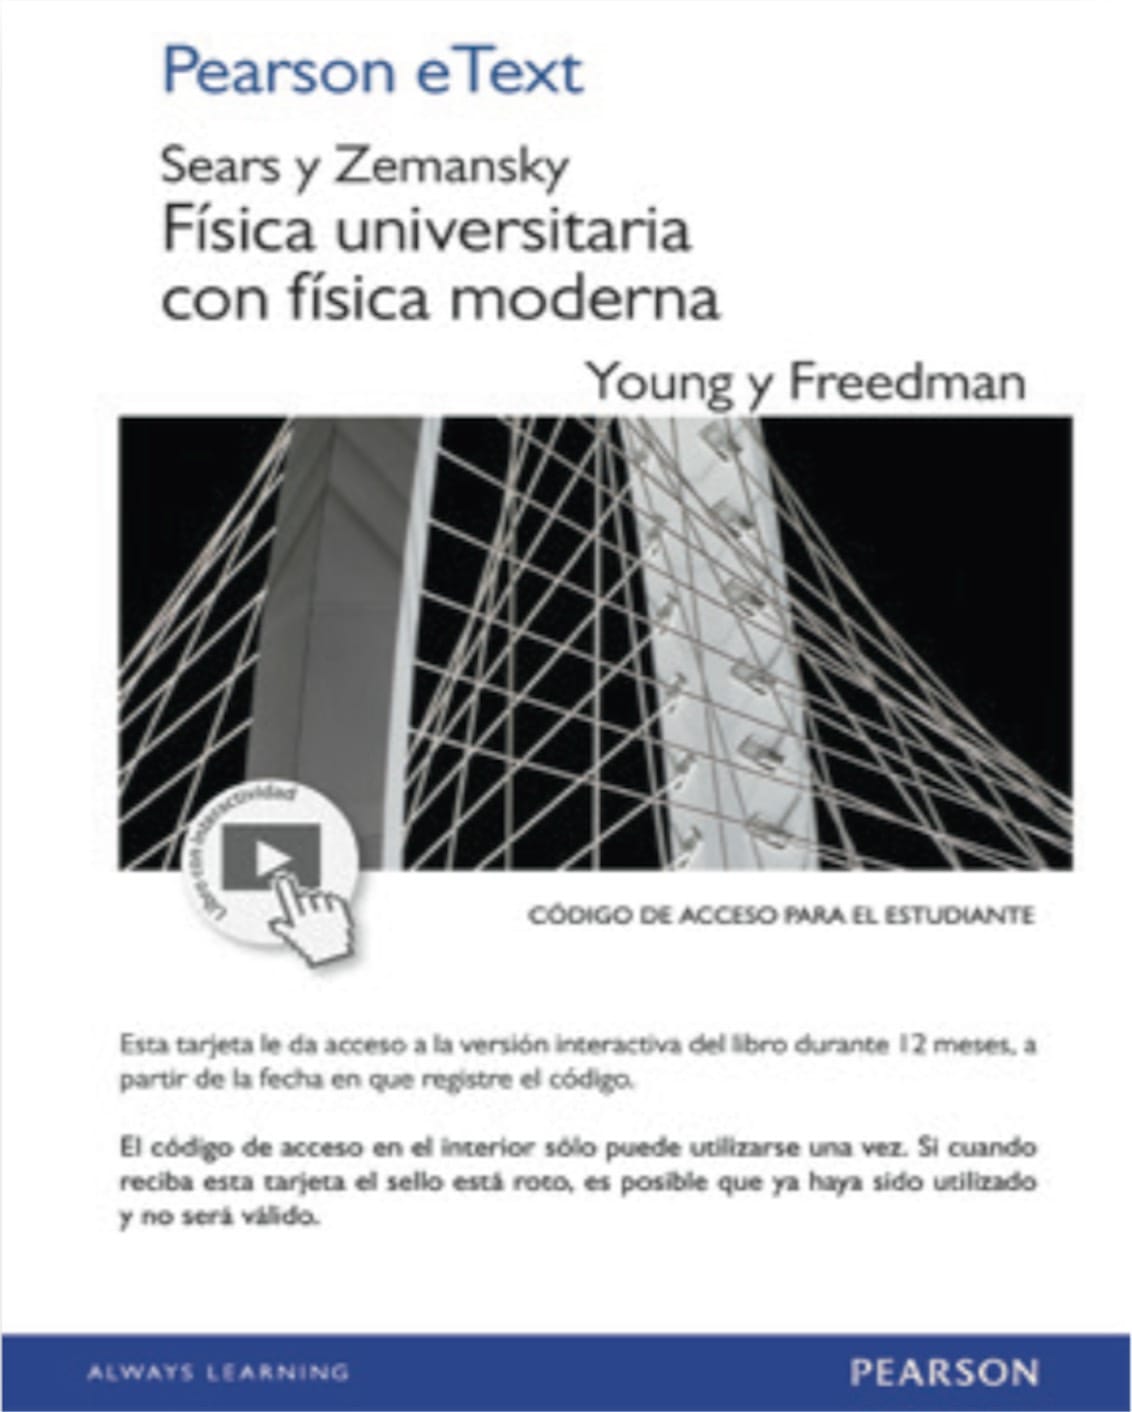 Pearson eText
Sears y Zemansky
Física universitaria
con física moderna
Young y Freedman
Libro con interactividad
CÓDIGO DE ACCESO PARA EL ESTUDIANTE
Esta tarjeta le da acceso a la versión interactiva del libro durante 12 meses, a
partir de la fecha en que registre el código.
El código de acceso en el interior sólo puede utilizarse una vez. Si cuando
reciba esta tarjeta el sello está roto, es posible que ya haya sido utilizado
y no será válido.
ALWAYS LEARNING
PEARSON